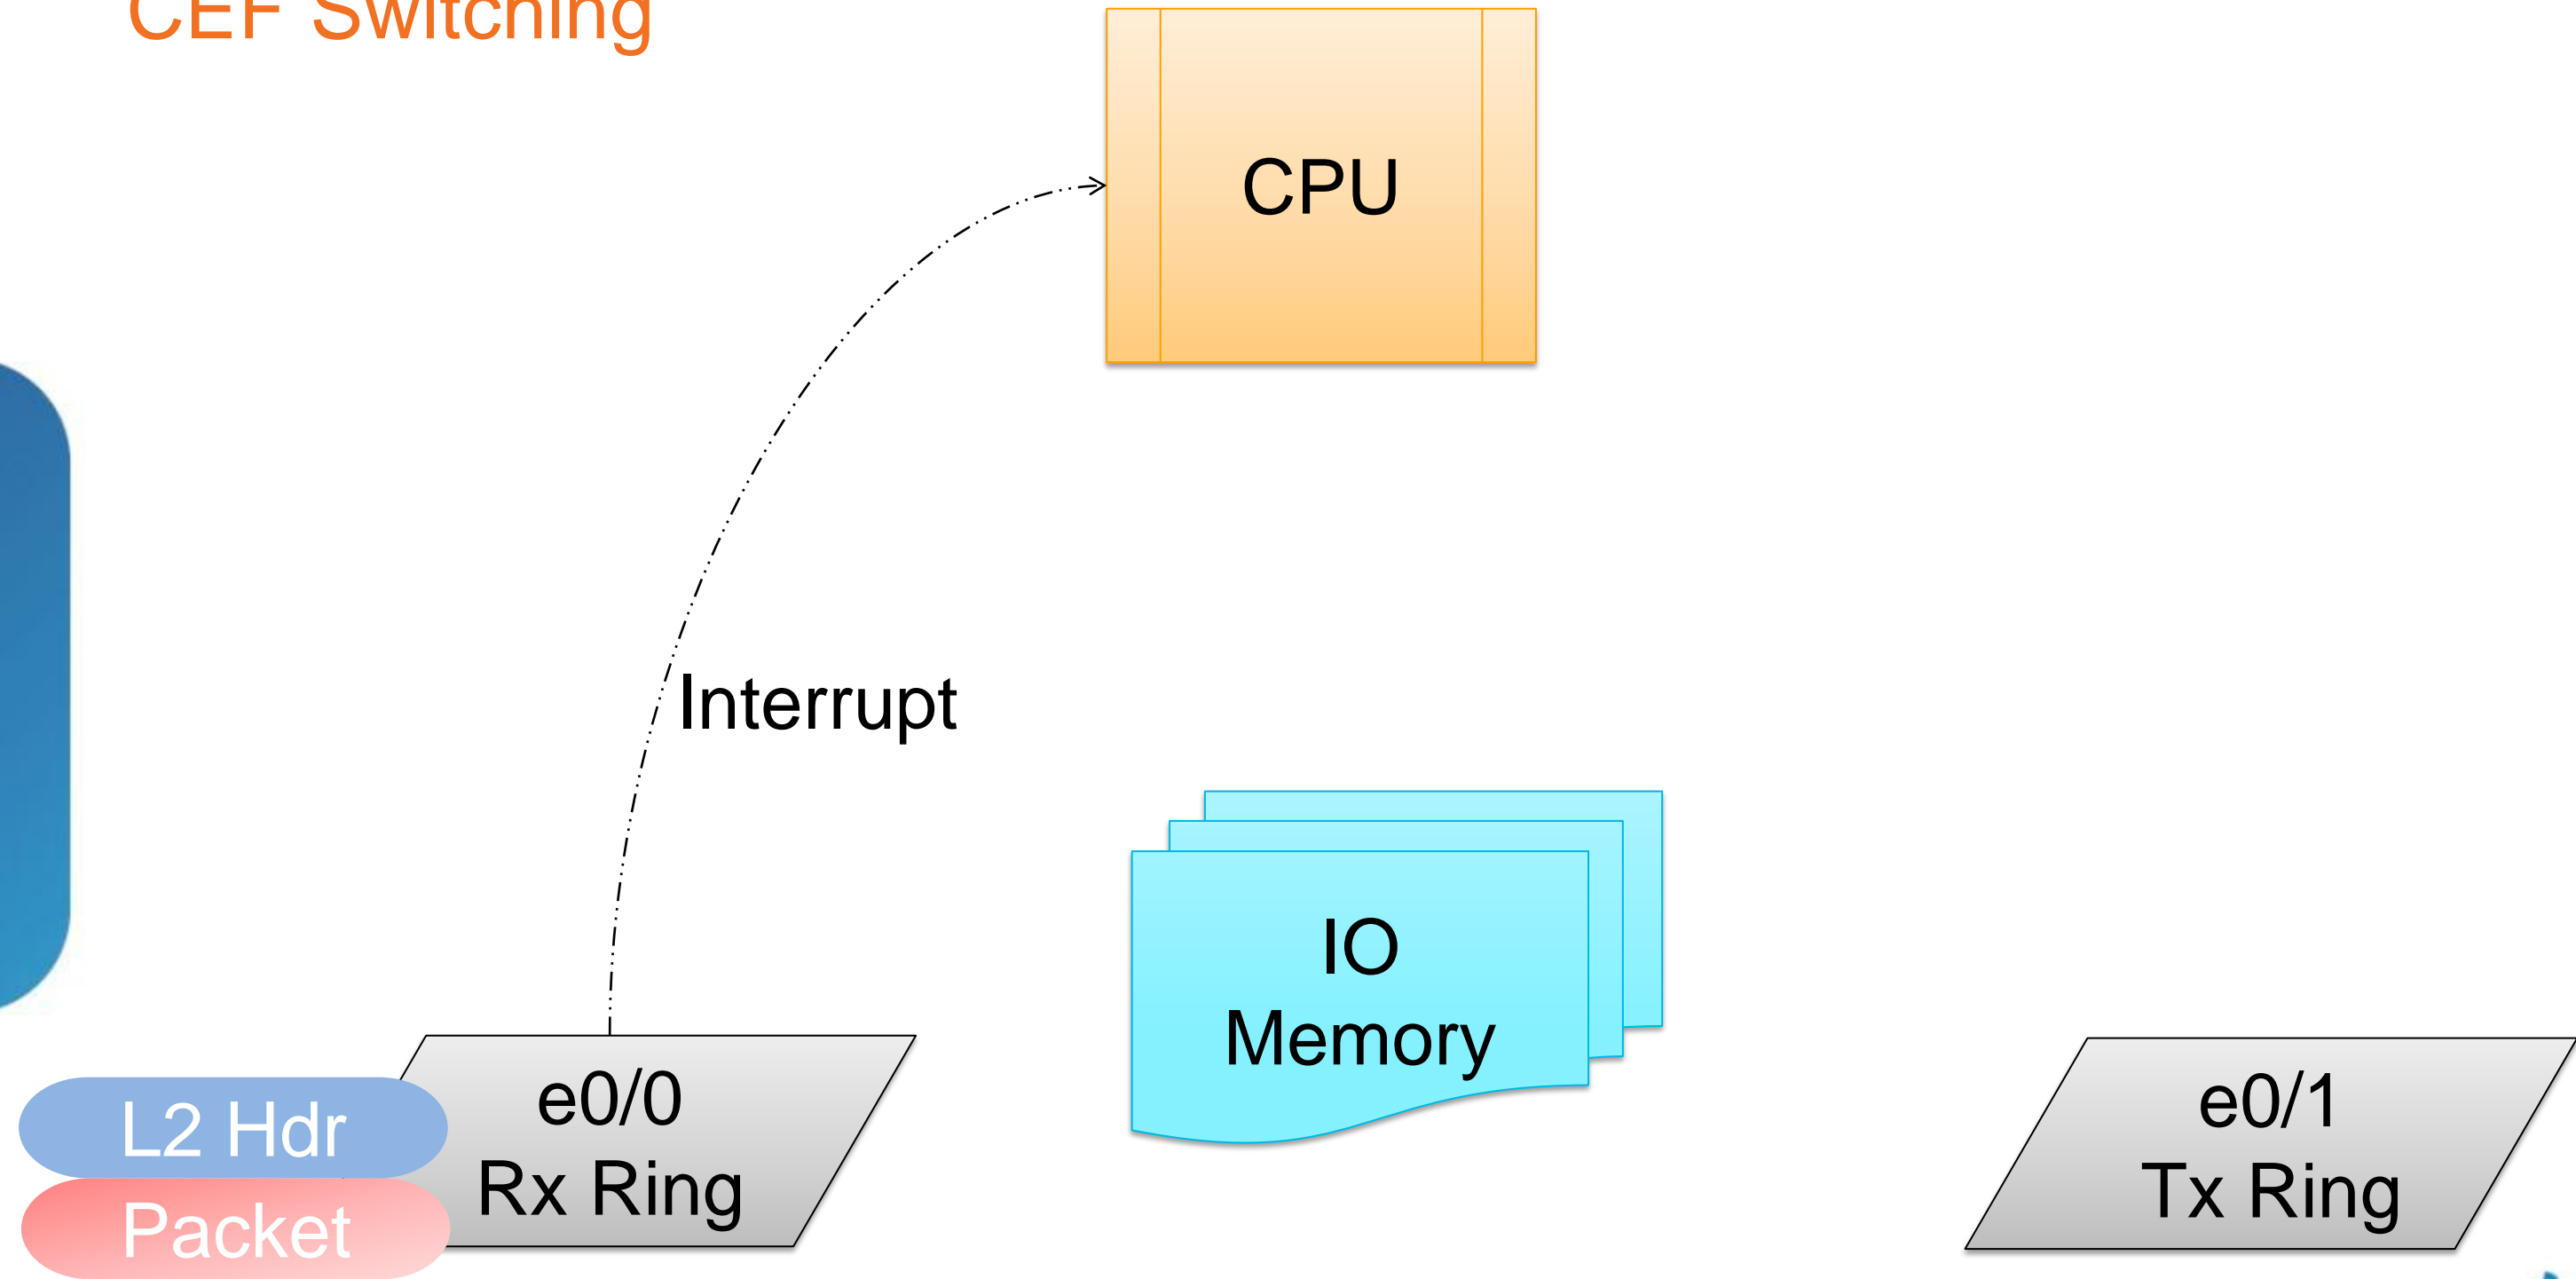 CEF Switching
CPU
Interrupt
IO
Memory
L2 Hdr
Packet
e0/0
Rx Ring
e0/1
Tx Ring